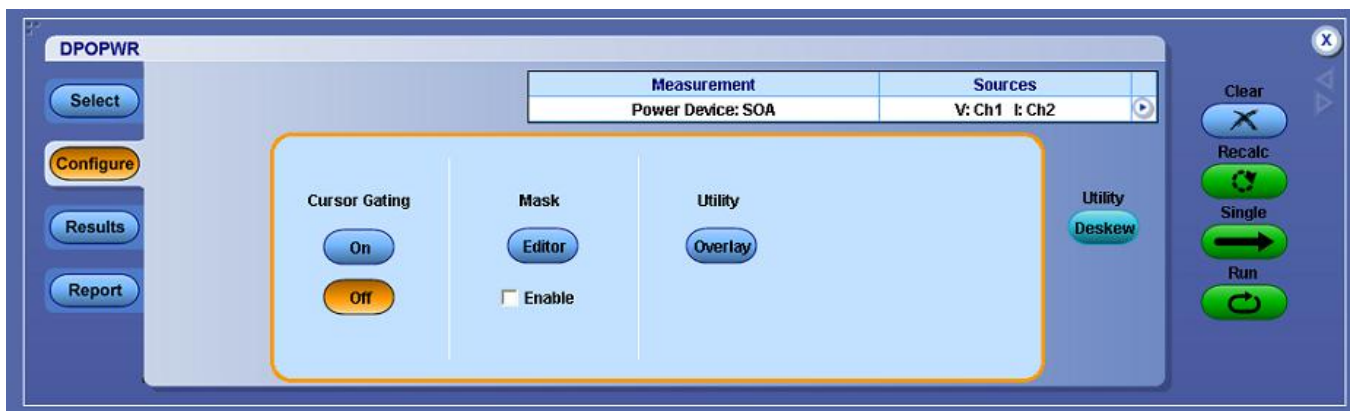 DPOPWR
Select
Configure
Results
Report
Measurement Sources
Power Device: SOA V: Ch1 I: Ch2
Cursor Gating
On
Off
Mask
Editor
Enable
Utility
Overlay
Utility
Deskew
X
Clear
Recalc
Single
Run